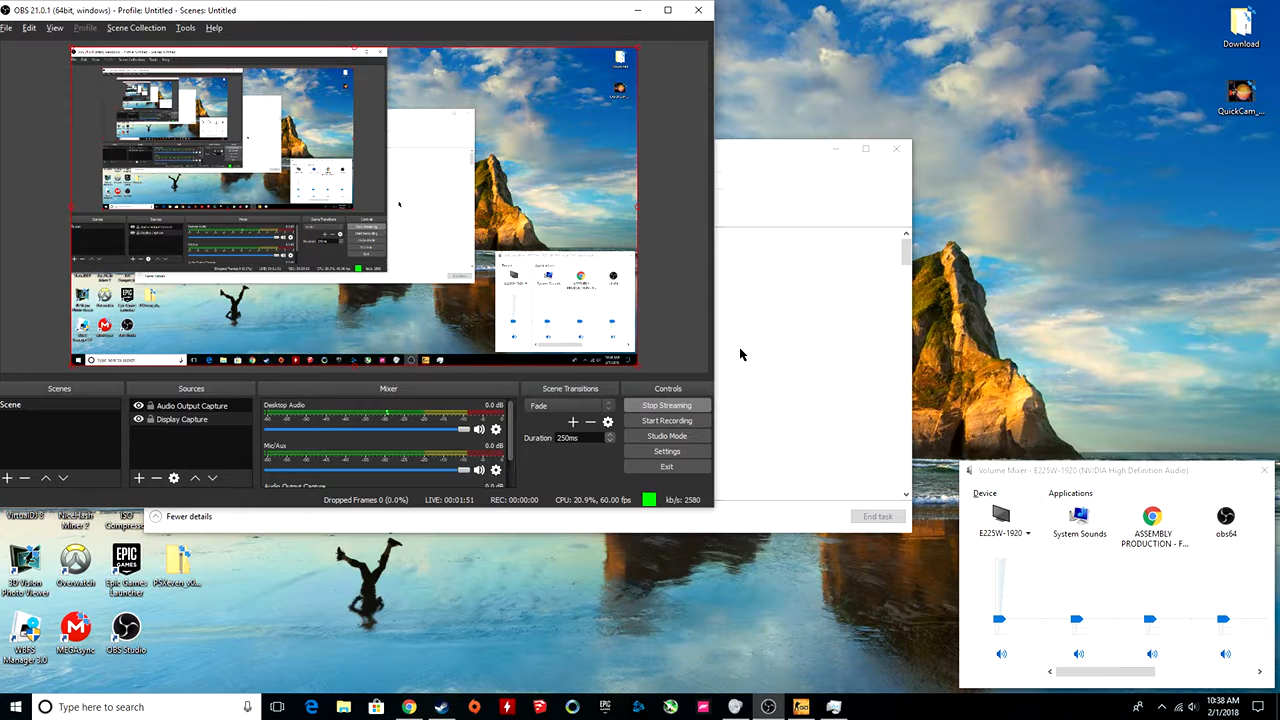 OBS 21.0.1 (64bit, windows) - Profile: Untitled - Scenes: Untitled
File Edit View Profile Scene Collection Tools Help
Scenes Sources Mixer Scene Transitions Controls
Scene
Audio Output Capture
Display Capture
Desktop Audio 0.0 dB
Mic/Aux 0.0 dB
Audio Output Capture
Fade
Duration 250ms
Stop Streaming
Start Recording
Studio Mode
Settings
Exit
Dropped Frames 0 (0.0%) LIVE: 00:01:51 REC: 00:00:00 CPU: 20.9%, 60.00 fps kb/s: 2580
Fewer details
End task
Download
QuickCam_...
NiceHash Miner 2
ISO Compressor
3D Vision
Photo Viewer
Overwatch
Epic Games
Launcher
PSXeven_v0...
WBFS
Manager 3.0
MEGAsync
OBS Studio
Volume Mixer - E225W-1920 (NVIDIA High Definition Audio)
Device Applications
E225W-1920
System Sounds
ASSEMBLY
PRODUCTION - F...
obs64
Type here to search
10:38 AM
2/1/2018